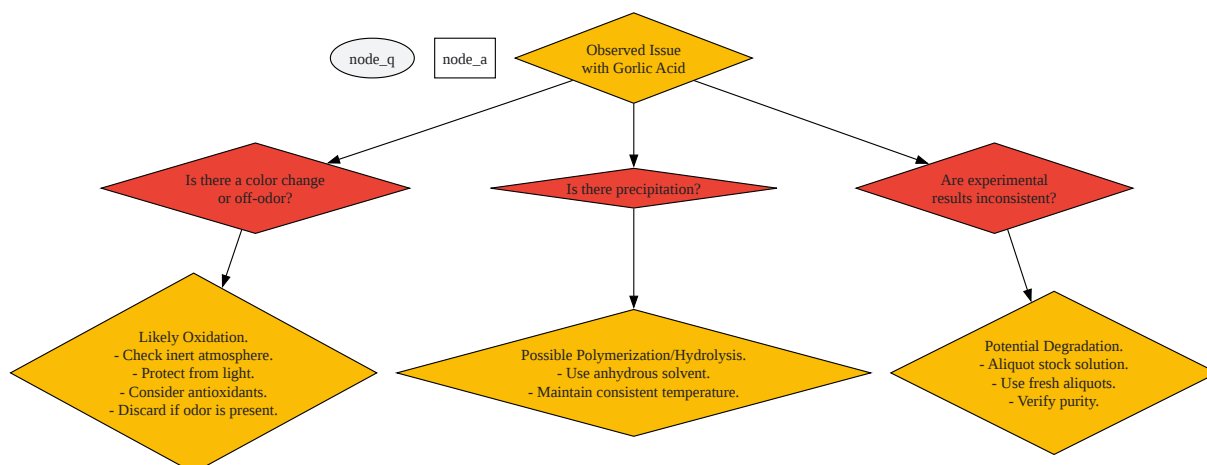 node_q
node_a
Observed Issue
with Gorlic Acid
Is there a color change
or off-odor?
Is there precipitation?
Are experimental
results inconsistent?
Likely Oxidation.
- Check inert atmosphere.
- Protect from light.
- Consider antioxidants.
- Discard if odor is present.
Possible Polymerization/Hydrolysis.
- Use anhydrous solvent.
- Maintain consistent temperature.
Potential Degradation.
- Aliquot stock solution.
- Use fresh aliquots.
- Verify purity.